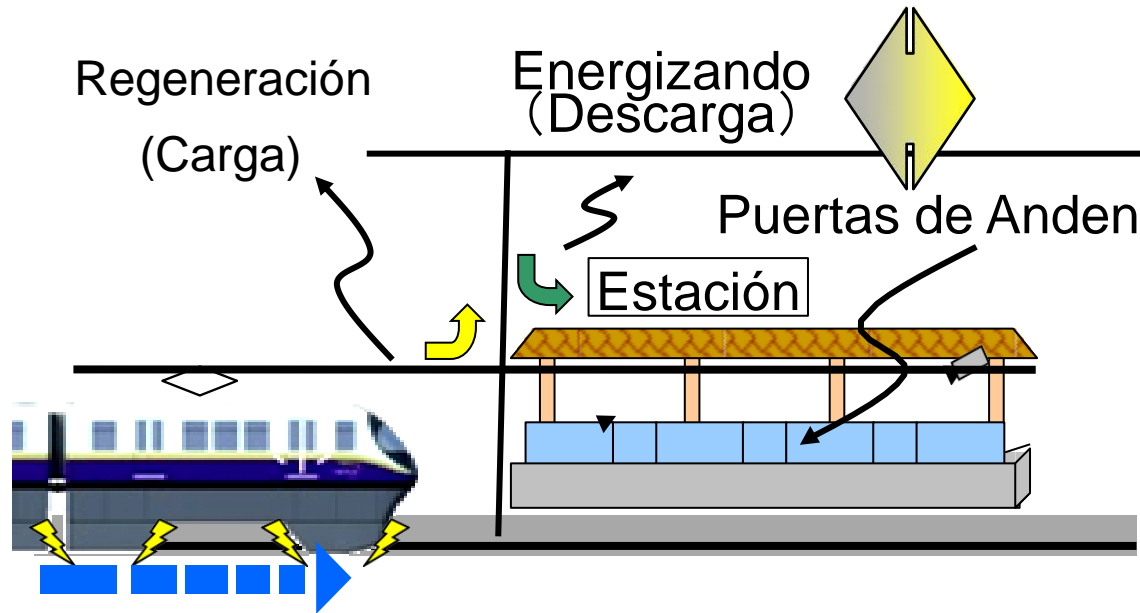 Regeneración
(Carga)
Energizando
(Descarga)
Puertas de Anden
Estación